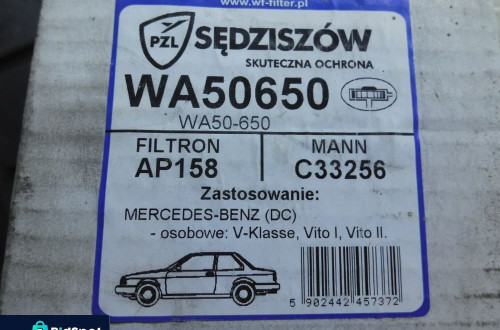 www.wf-filter.pl
PZL SĘDZISZÓW
SKUTECZNA OCHRONA
WA50650
WA50-650
FILTRON MANN
AP158 C33256
Zastosowanie:
MERCEDES-BENZ (DC)
- osobowe: V-Klasse, Vito I, Vito II.
5 902442 457372
BidSpot